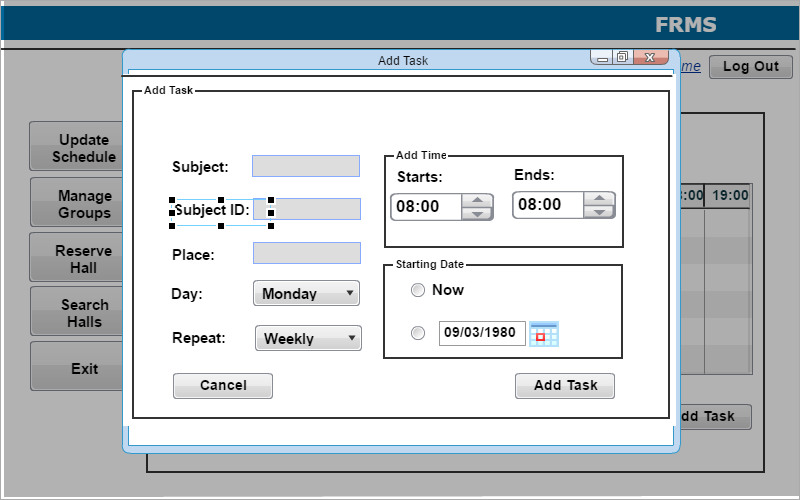 FRMS
Add Task
me
Log Out
Add Task
Update
Schedule
Manage
Groups
Reserve
Hall
Search
Halls
Exit
Subject:
Subject ID:
Place:
Day:
Monday
Repeat:
Weekly
Cancel
Add Time
Starts:
Ends:
08:00
08:00
Starting Date
Now
09/03/1980
Add Task
:00
19:00
dd Task